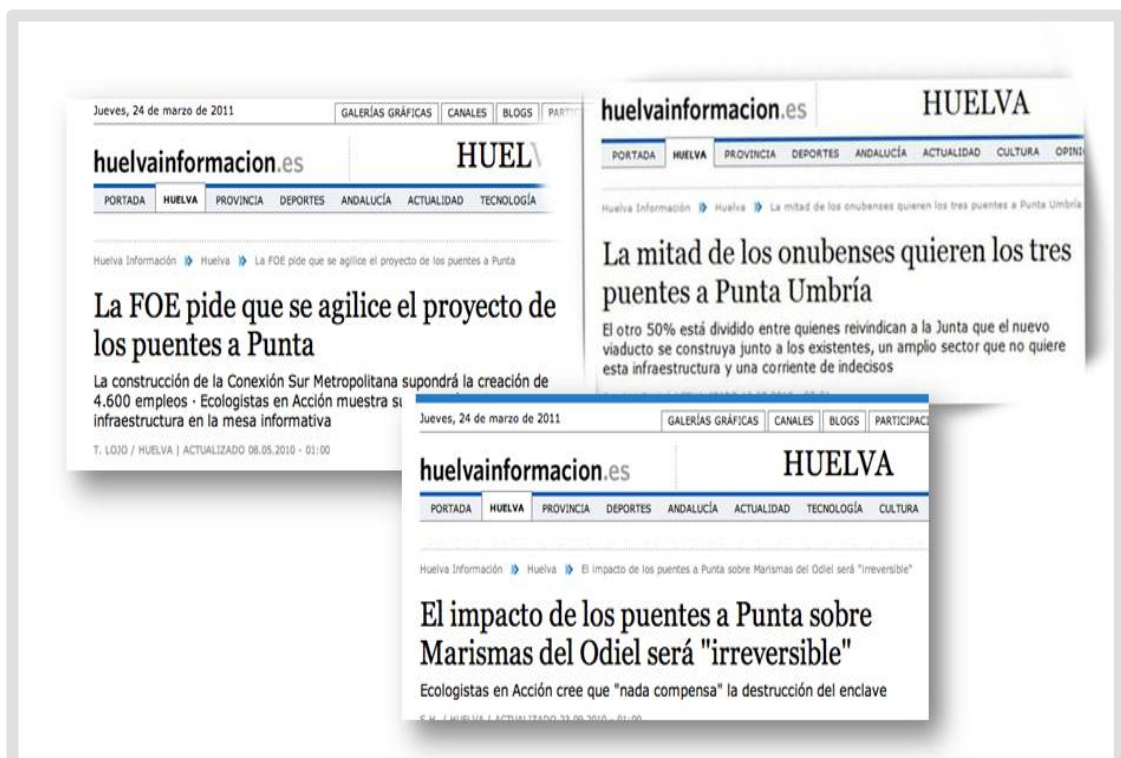 Jueves, 24 de marzo de 2011
GALERÍAS GRÁFICAS CANALES BLOGS
huelvainformacion.es
PORTADA HUELVA PROVINCIA DEPORTES ANDALUCÍA ACTUALIDAD TECNOLOGÍA
Huelva Información Huelva La FOE pide que se agilice el proyecto de los puentes a Punta
La FOE pide que se agilice el proyecto de
los puentes a Punta
La construcción de la Conexión Sur Metropolitana supondrá la creación de
4.600 empleos · Ecologistas en Acción muestra
infraestructura en la mesa informativa
T. LOJO / HUELVA | ACTUALIZADO 08.05.2010 - 01:00
huelvainformacion.es HUELVA
PORTADA HUELVA PROVINCIA DEPORTES ANDALUCÍA ACTUALIDAD CULTURA
Huelva Información Huelva La mitad de los onubenses quieren los tres puentes a Punta Umbría
La mitad de los onubenses quieren los tres
puentes a Punta Umbría
El otro 50% está dividido entre quienes reivindican a la Junta que el nuevo
viaducto se construya junto a los existentes, un amplio sector que no quiere
esta infraestructura y una corriente de indecisos
Jueves, 24 de marzo de 2011
GALERÍAS GRÁFICAS CANALES BLOGS
huelvainformacion.es HUELVA
PORTADA HUELVA PROVINCIA DEPORTES ANDALUCÍA ACTUALIDAD TECNOLOGÍA CULTURA
Huelva Información Huelva El impacto de los puentes a Punta sobre Marismas del Odiel será "irreversible"
El impacto de los puentes a Punta sobre
Marismas del Odiel será "irreversible"
Ecologistas en Acción cree que "nada compensa" la destrucción del enclave